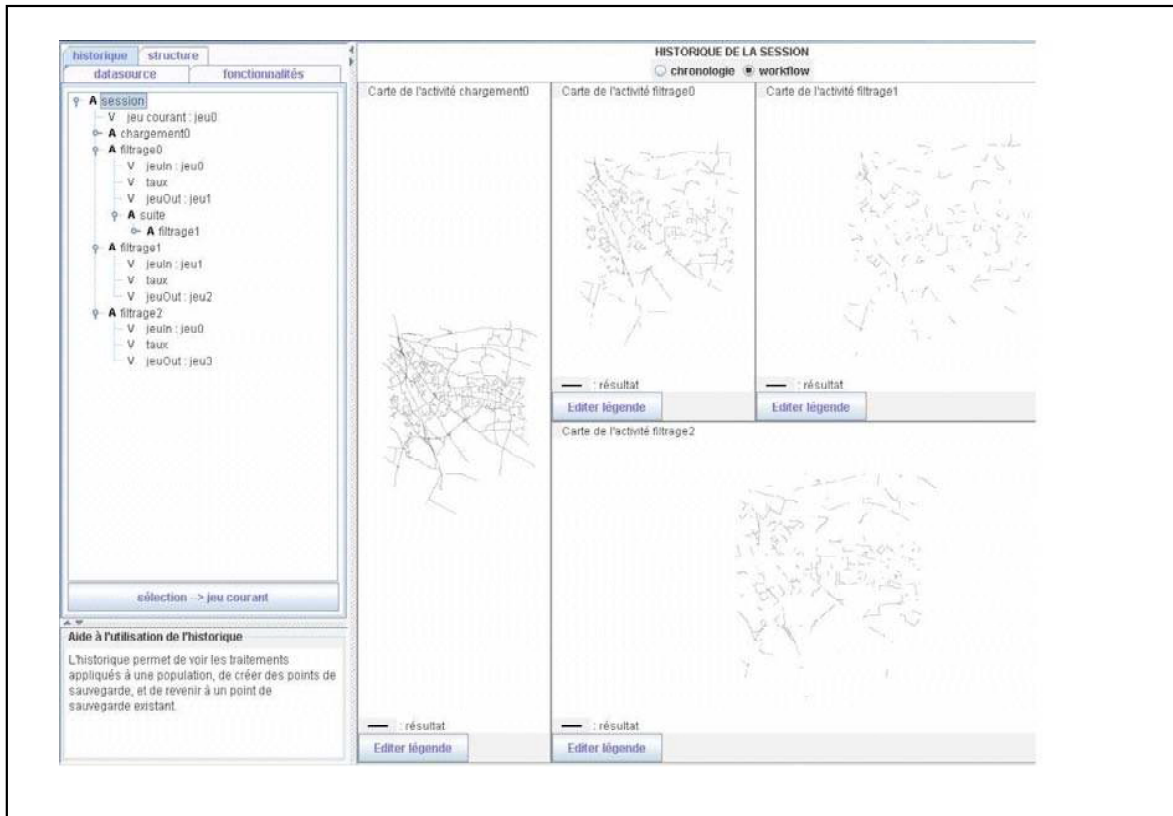 historique structure
datasource fonctionnalités
A session
V jeu courant : jeu0
A chargement0
A filtrage0
V jeuIn : jeu0
V taux
V jeuOut : jeu1
A suite
A filtrage1
A filtrage1
V jeuIn : jeu1
V taux
V jeuOut : jeu2
A filtrage2
V jeuIn : jeu0
V taux
V jeuOut : jeu3
sélection -> jeu courant
Aide à l'utilisation de l'historique
L'historique permet de voir les traitements
appliqués à une population, de créer des points de
sauvegarde, et de revenir à un point de
sauvegarde existant.
HISTORIQUE DE LA SESSION
chronologie workflow
Carte de l'activité chargement0
: résultat
Editer légende
Carte de l'activité filtrage0
: résultat
Editer légende
Carte de l'activité filtrage1
: résultat
Editer légende
Carte de l'activité filtrage2
: résultat
Editer légende